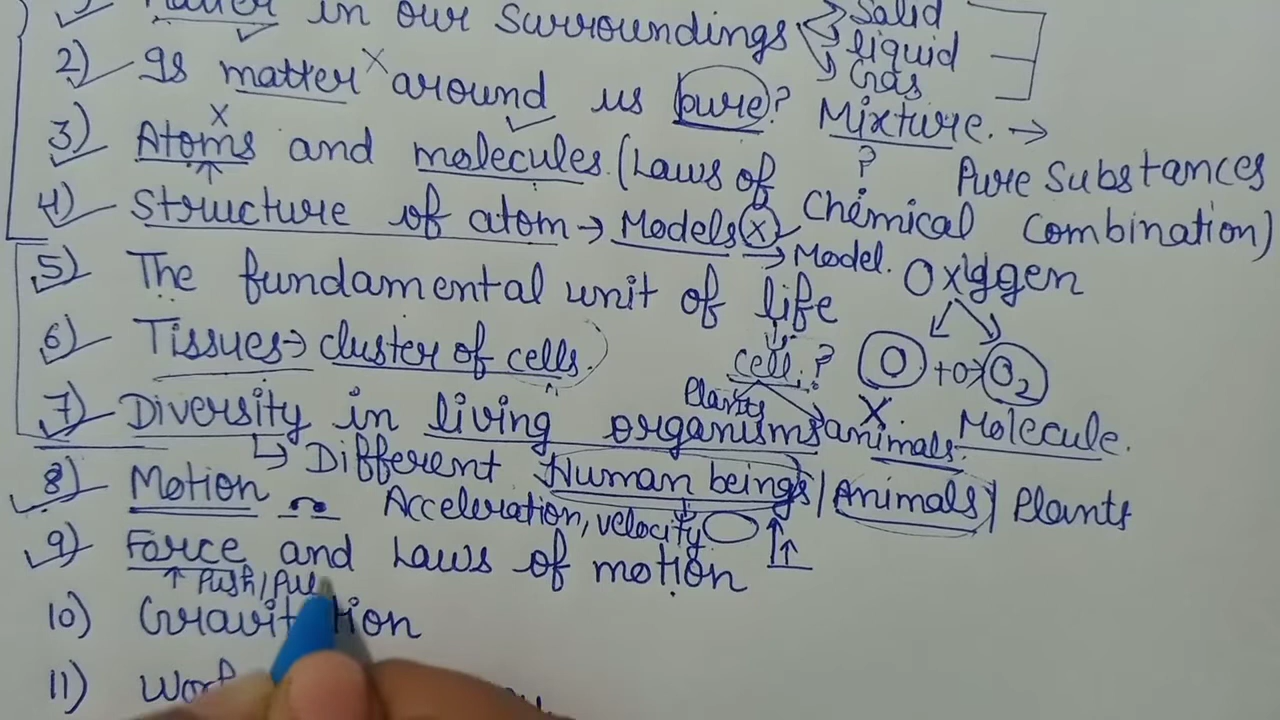 matter in our surroundings Solid
liquid
Gas
2) Is matter x around us pure? Mixture. →
?
Pure Substances
3) Atoms and molecules. (Laws of
X
Chemical Combination)
4) Structure of atom → Models (x)
→ Model.
Oxygen
5) The fundamental unit of life
cell. ?
Plants animals.
O + O → O2
X Molecule.
6) Tissues → cluster of cells.
7) Diversity in living organisms
↳ Different Human beings / Animals / Plants
8) Motion Acceleration, velocity
9) Force and Laws of motion
↑ Push/Pu
10) Gravitation
11)